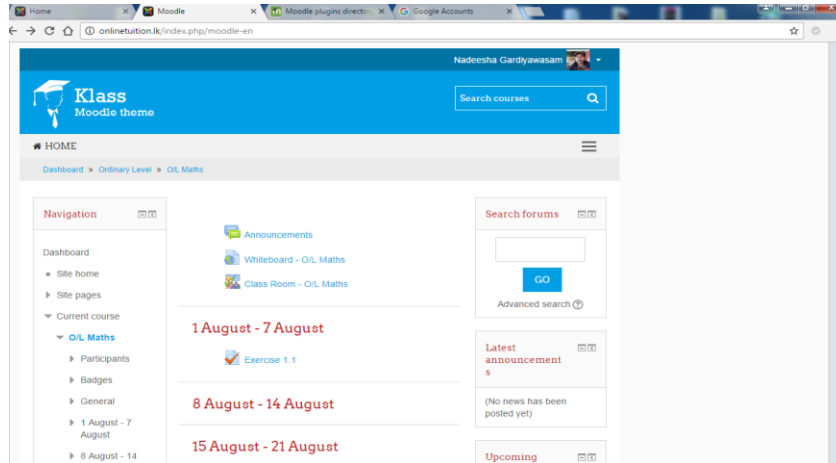 Home
Moodle
Moodle plugins director
Google Accounts
onlinetuition.lk/index.php/moodle-en
Nadeesha Gardiyawasam
Klass
Moodle theme
Search courses
HOME
Dashboard » Ordinary Level » O/L Maths
Navigation
Dashboard
Site home
Site pages
Current course
O/L Maths
Participants
Badges
General
1 August - 7
August
8 August - 14
Announcements
Whiteboard - O/L Maths
Class Room - O/L Maths
1 August - 7 August
Exercise 1.1
8 August - 14 August
15 August - 21 August
Search forums
GO
Advanced search
Latest
announcement
s
(No news has been
posted yet)
Upcoming